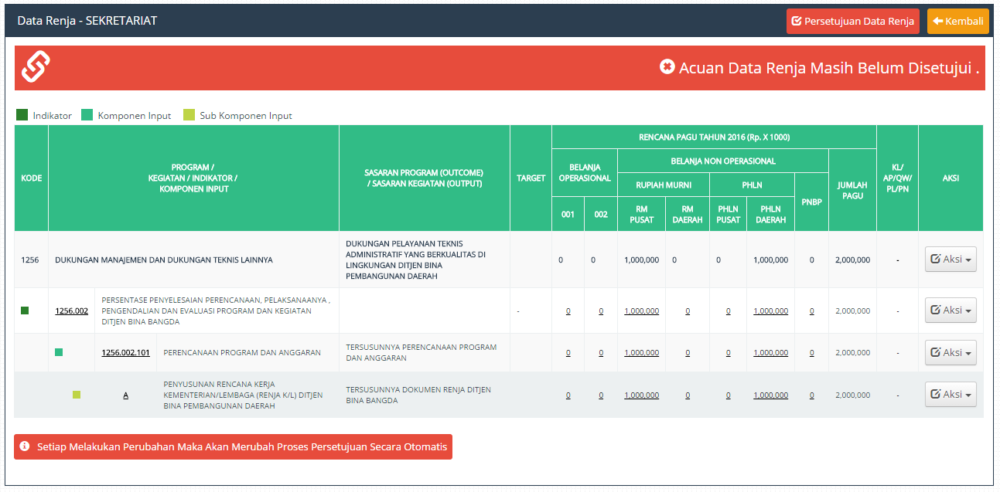 Data Renja - SEKRETARIAT
Persetujuan Data Renja
Kembali
Acuan Data Renja Masih Belum Disetujui .
Indikator
Komponen Input
Sub Komponen Input
KODE
PROGRAM /
KEGIATAN / INDIKATOR /
KOMPONEN INPUT
SASARAN PROGRAM (OUTCOME)
/ SASARAN KEGIATAN (OUTPUT)
TARGET
RENCANA PAGU TAHUN 2016 (Rp. X 1000)
BELANJA
OPERASIONAL
BELANJA NON OPERASIONAL
RUPIAH MURNI
PHLN
PNBP
JUMLAH
PAGU
001
002
RM
PUSAT
RM
DAERAH
PHLN
PUSAT
PHLN
DAERAH
KL/
AP/QW/
PL/PN
AKSI
1256
DUKUNGAN MANAJEMEN DAN DUKUNGAN TEKNIS LAINNYA
DUKUNGAN PELAYANAN TEKNIS
ADMINISTRATIF YANG BERKUALITAS DI
LINGKUNGAN DITJEN BINA
PEMBANGUNAN DAERAH
0 0 1,000,000 0 0 1,000,000 0 2,000,000 - Aksi
1256.002
PERSENTASE PENYELESAIAN PERENCANAAN, PELAKSANAANYA ,
PENGENDALIAN DAN EVALUASI PROGRAM DAN KEGIATAN
DITJEN BINA BANGDA
- 0 0 1,000,000 0 0 1,000,000 0 2,000,000 - Aksi
1256.002.101
PERENCANAAN PROGRAM DAN ANGGARAN
TERSUSUNNYA PERENCANAAN PROGRAM
DAN ANGGARAN
0 0 1,000,000 0 0 1,000,000 0 2,000,000 - Aksi
A
PENYUSUNAN RENCANA KERJA
KEMENTERIAN/LEMBAGA (RENJA K/L) DITJEN
BINA PEMBANGUNAN DAERAH
TERSUSUNNYA DOKUMEN RENJA DITJEN
BINA BANGDA
0 0 1,000,000 0 0 1,000,000 0 2,000,000 - Aksi
Setiap Melakukan Perubahan Maka Akan Merubah Proses Persetujuan Secara Otomatis